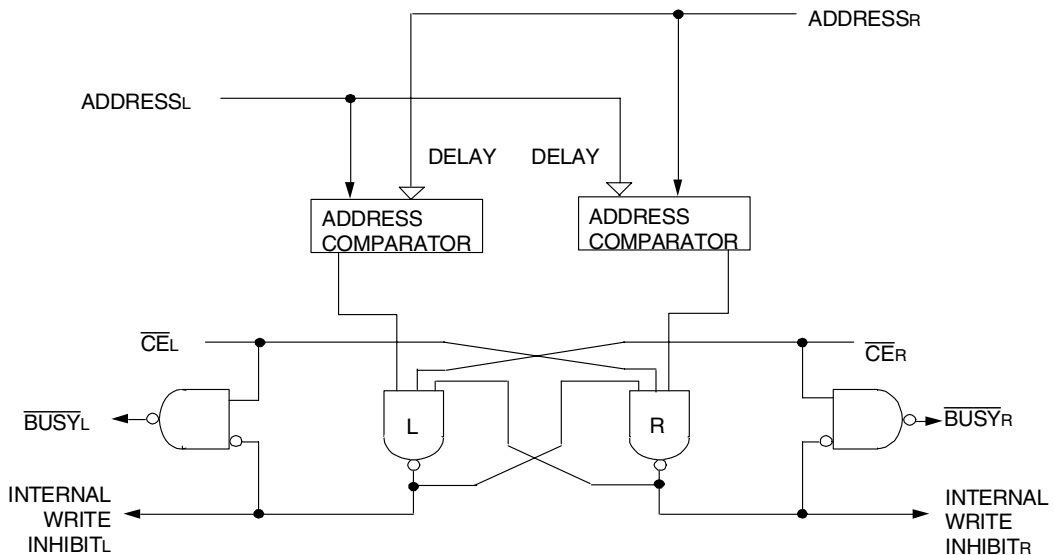 ADDRESSR
ADDRESSL
DELAY DELAY
ADDRESS
COMPARATOR
ADDRESS
COMPARATOR
CEL
CER
BUSYL
L
R
BUSYR
INTERNAL
WRITE
INHIBITL
INTERNAL
WRITE
INHIBITR